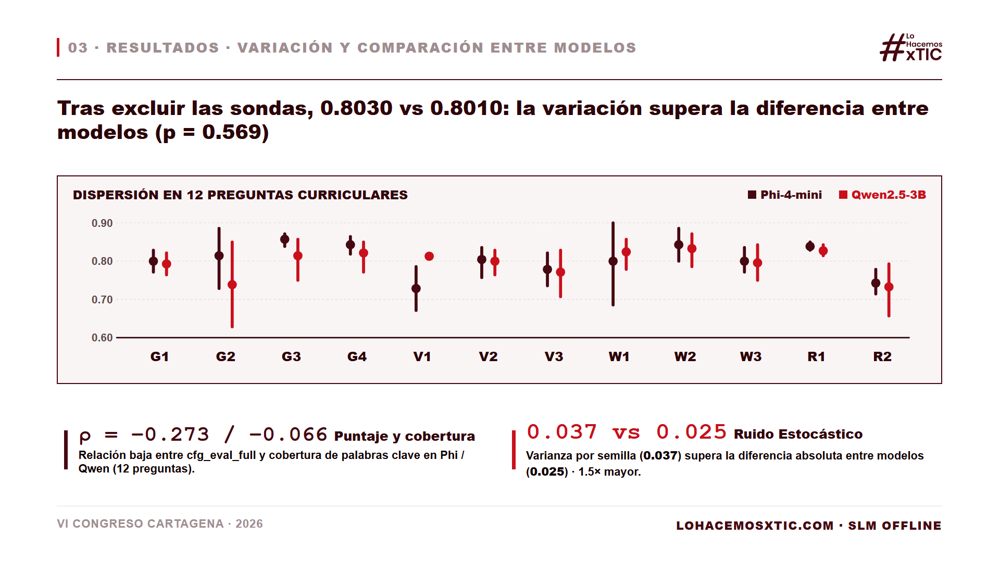 03 · RESULTADOS · VARIACIÓN Y COMPARACIÓN ENTRE MODELOS
#Lo Hacemos xTIC
Tras excluir las sondas, 0.8030 vs 0.8010: la variación supera la diferencia entre
modelos (p = 0.569)
DISPERSIÓN EN 12 PREGUNTAS CURRICULARES
Phi-4-mini
Qwen2.5-3B
0.90
0.80
0.70
0.60
G1 G2 G3 G4 V1 V2 V3 W1 W2 W3 R1 R2
ρ = −0.273 / −0.066 Puntaje y cobertura
Relación baja entre cfg_eval_full y cobertura de palabras clave en Phi /
Qwen (12 preguntas).
0.037 vs 0.025 Ruido Estocástico
Varianza por semilla (0.037) supera la diferencia absoluta entre modelos
(0.025) · 1.5× mayor.
VI CONGRESO CARTAGENA · 2026
LOHACEMOSXTIC.COM · SLM OFFLINE